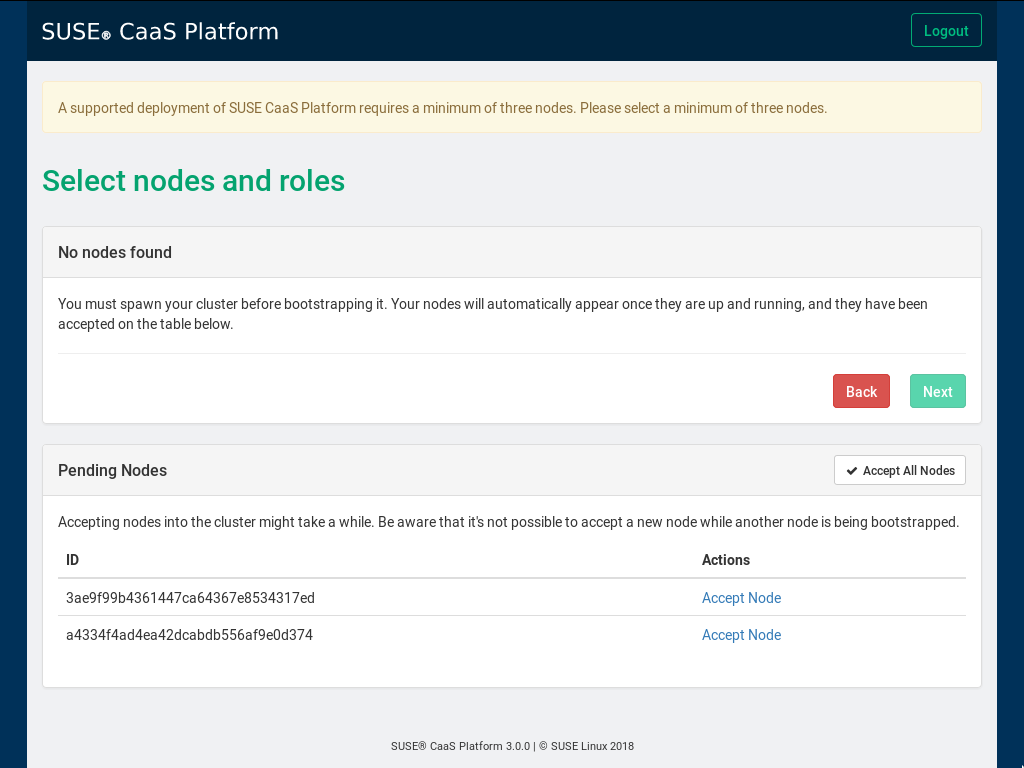 SUSE® CaaS Platform
Logout
A supported deployment of SUSE CaaS Platform requires a minimum of three nodes. Please select a minimum of three nodes.
Select nodes and roles
No nodes found
You must spawn your cluster before bootstrapping it. Your nodes will automatically appear once they are up and running, and they have been
accepted on the table below.
Back
Next
Pending Nodes
Accept All Nodes
Accepting nodes into the cluster might take a while. Be aware that it's not possible to accept a new node while another node is being bootstrapped.
ID Actions
3ae9f99b4361447ca64367e8534317ed Accept Node
a4334f4ad4ea42dcabdb556af9e0d374 Accept Node
SUSE® CaaS Platform 3.0.0 | © SUSE Linux 2018